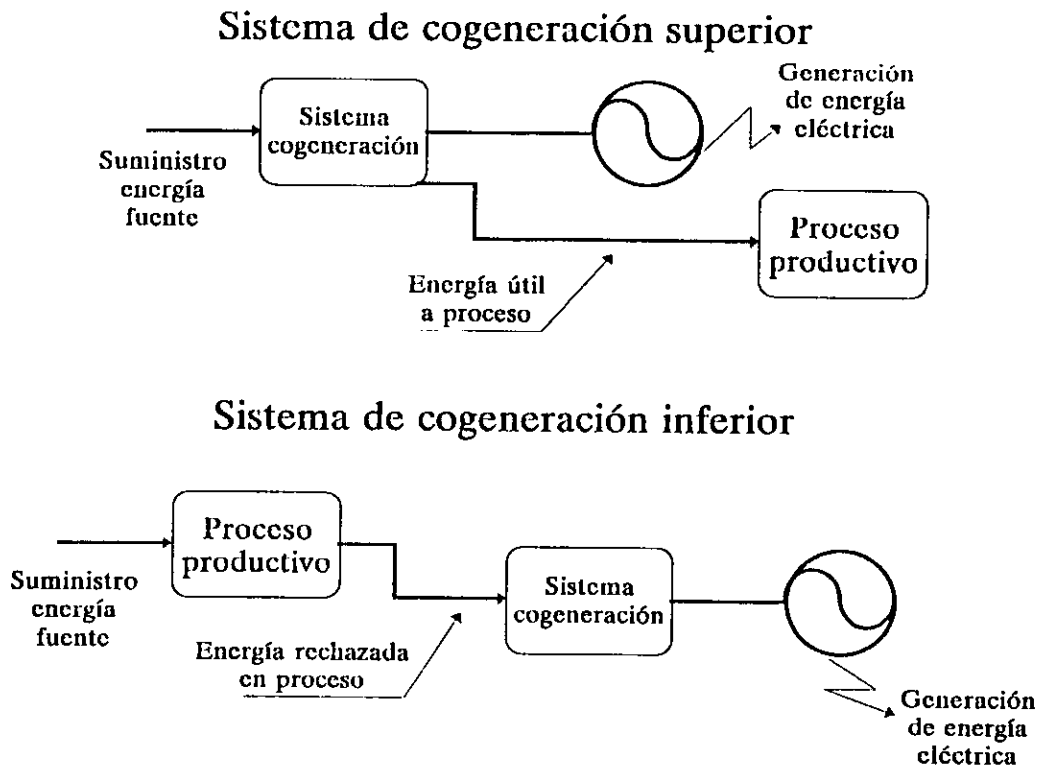 Sistema de cogeneración superior
Generación
de energía
eléctrica
Sistema
cogeneración
Suministro
energía
fuente
Proceso
productivo
Energía útil
a proceso
Sistema de cogeneración inferior
Proceso
productivo
Suministro
energía
fuente
Sistema
cogeneración
Energía rechazada
en proceso
Generación
de energía
eléctrica